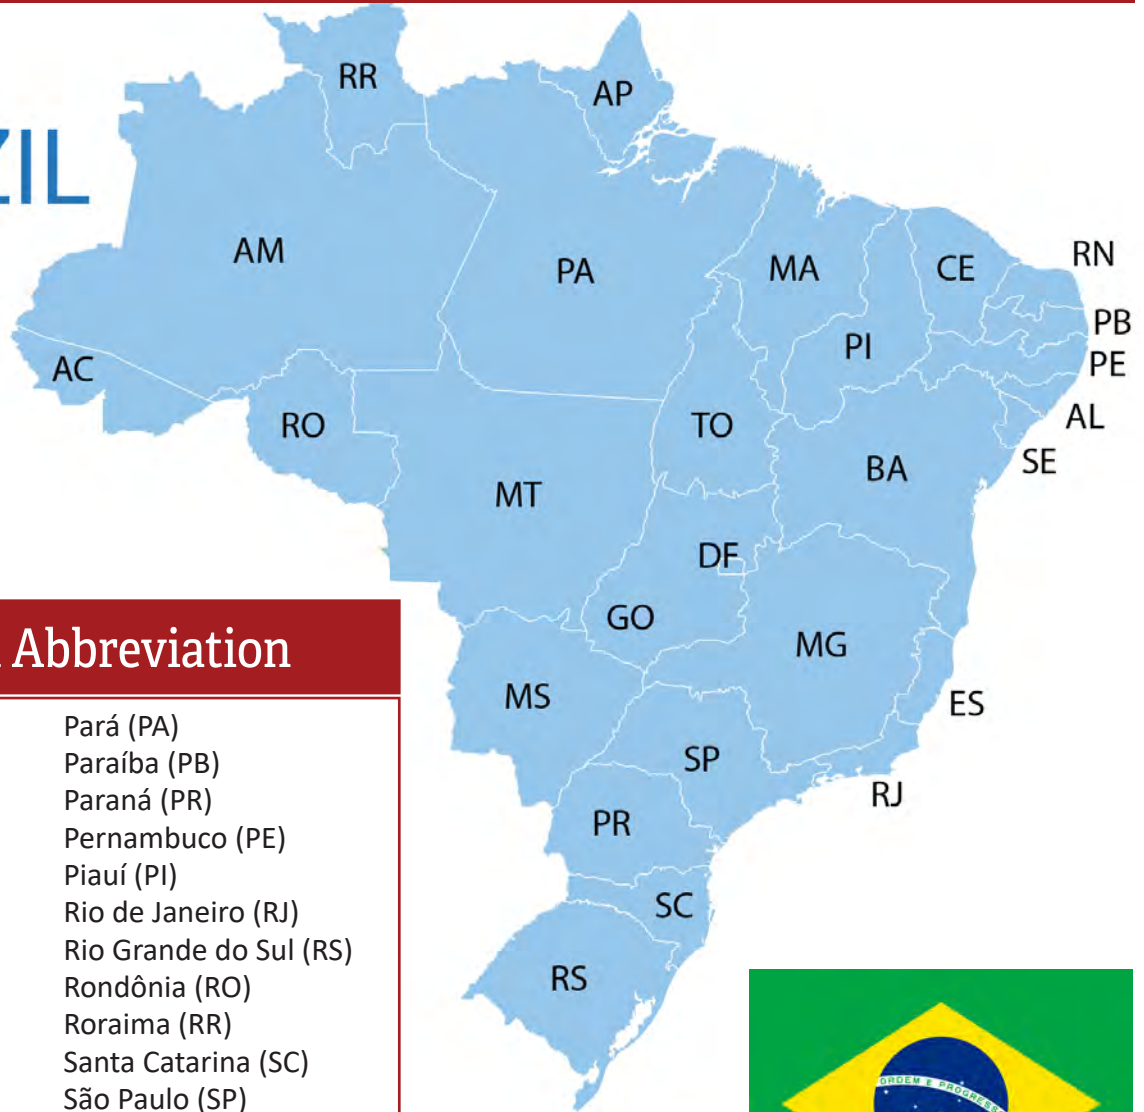 RR
AP
ZIL
AM
PA
MA
CE
RN
PB
PI
PE
AC
AL
RO
TO
SE
BA
MT
DF
GO
MG
Abbreviation
MS
ES
Pará (PA)
Paraíba (PB)
SP
Paraná (PR)
RJ
PR
Pernambuco (PE)
Piauí (PI)
Rio de Janeiro (RJ)
SC
Rio Grande do Sul (RS)
RS
Rondônia (RO)
Roraima (RR)
Santa Catarina (SC)
São Paulo (SP)
ORDEM E PROGRESS